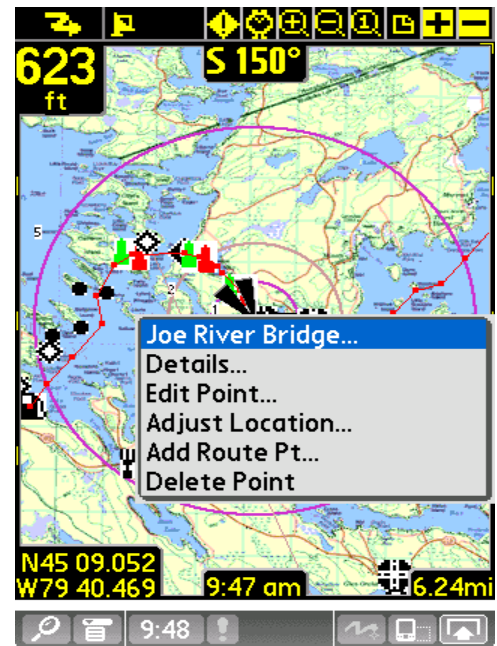 1
623
ft
S 150°
5
2
1
Joe River Bridge...
Details...
Edit Point...
Adjust Location...
Add Route Pt...
Delete Point
N45 09.052
W79 40.469
9:47 am
6.24mi
9:48